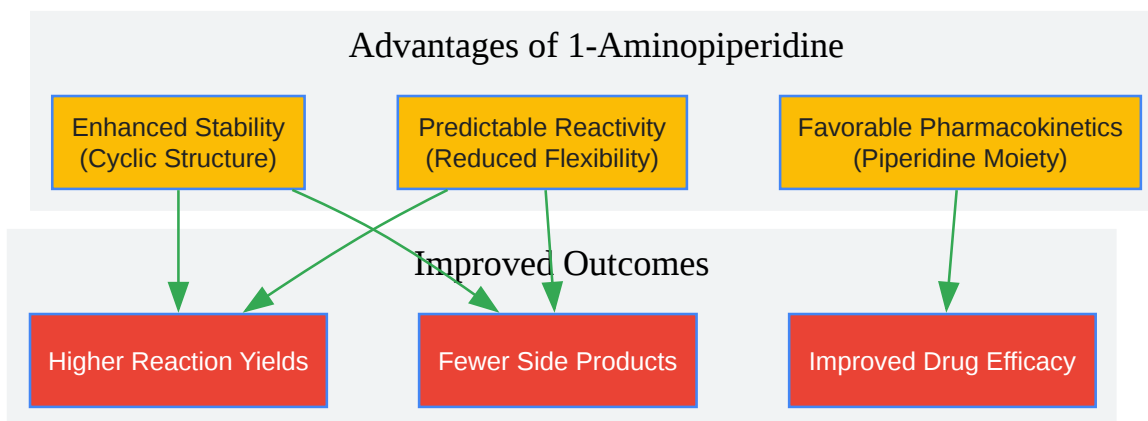 Advantages of 1-Aminopiperidine
Enhanced Stability
(Cyclic Structure)
Predictable Reactivity
(Reduced Flexibility)
Favorable Pharmacokinetics
(Piperidine Moiety)
Improved Outcomes
Higher Reaction Yields
Fewer Side Products
Improved Drug Efficacy